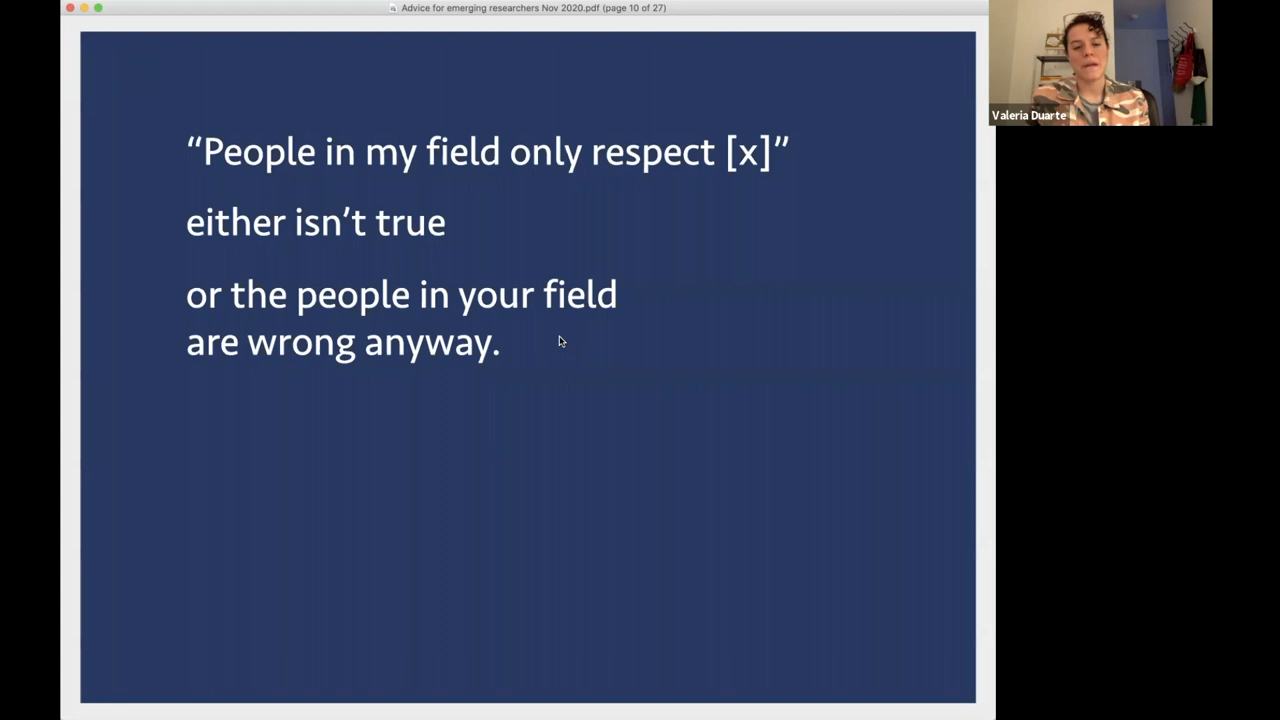 Advice for emerging researchers Nov 2020.pdf (page 10 of 27)
“People in my field only respect [x]”
either isn’t true
or the people in your field
are wrong anyway.
Valeria Duarte